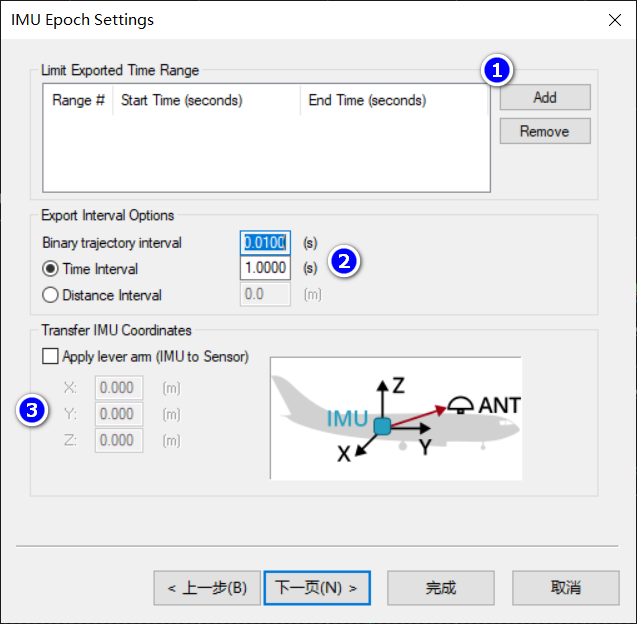 IMU Epoch Settings
Limit Exported Time Range
1
Range # Start Time (seconds) End Time (seconds)
Add
Remove
Export Interval Options
Binary trajectory interval 0.0100 (s)
2
Time Interval 1.0000 (s)
Distance Interval 0.0 (m)
Transfer IMU Coordinates
Apply lever arm (IMU to Sensor)
3
X: 0.000 (m)
Y: 0.000 (m)
Z: 0.000 (m)
Z
IMU
ANT
X
Y
< 上一步(B)
下一页(N) >
完成
取消